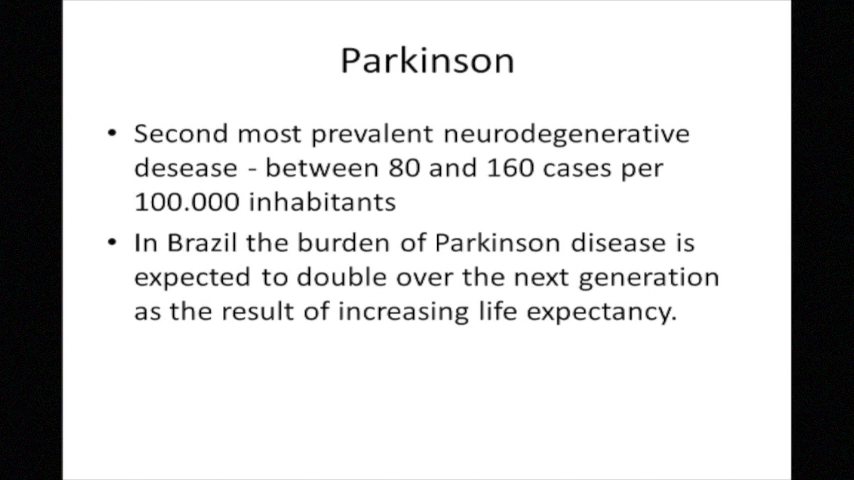 Parkinson
• Second most prevalent neurodegenerative
desease - between 80 and 160 cases per
100.000 inhabitants
• In Brazil the burden of Parkinson disease is
expected to double over the next generation
as the result of increasing life expectancy.